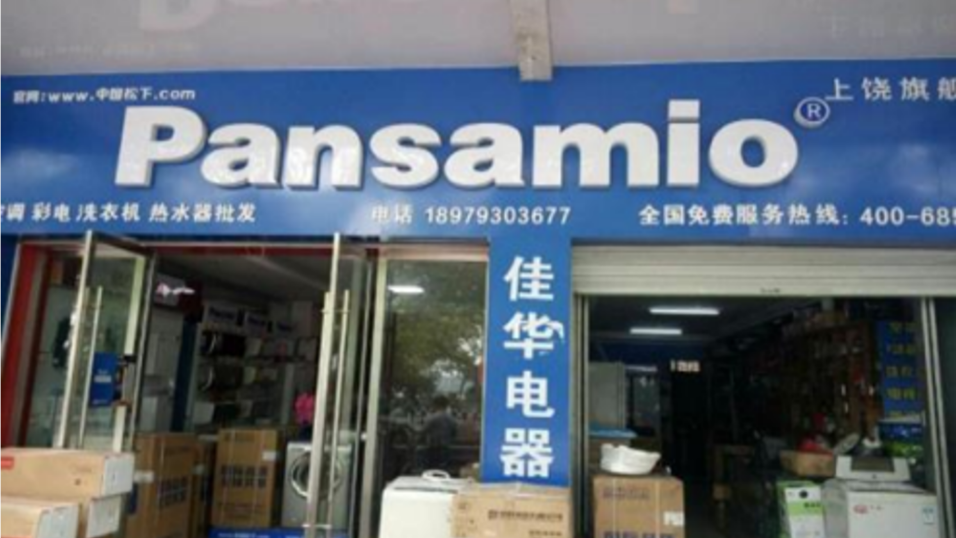 官网:www.中国松下.com
上饶旗舰
Pansamio®
空调 彩电 洗衣机 热水器批发
电话 18979303677
全国免费服务热线: 400-685
佳华电器